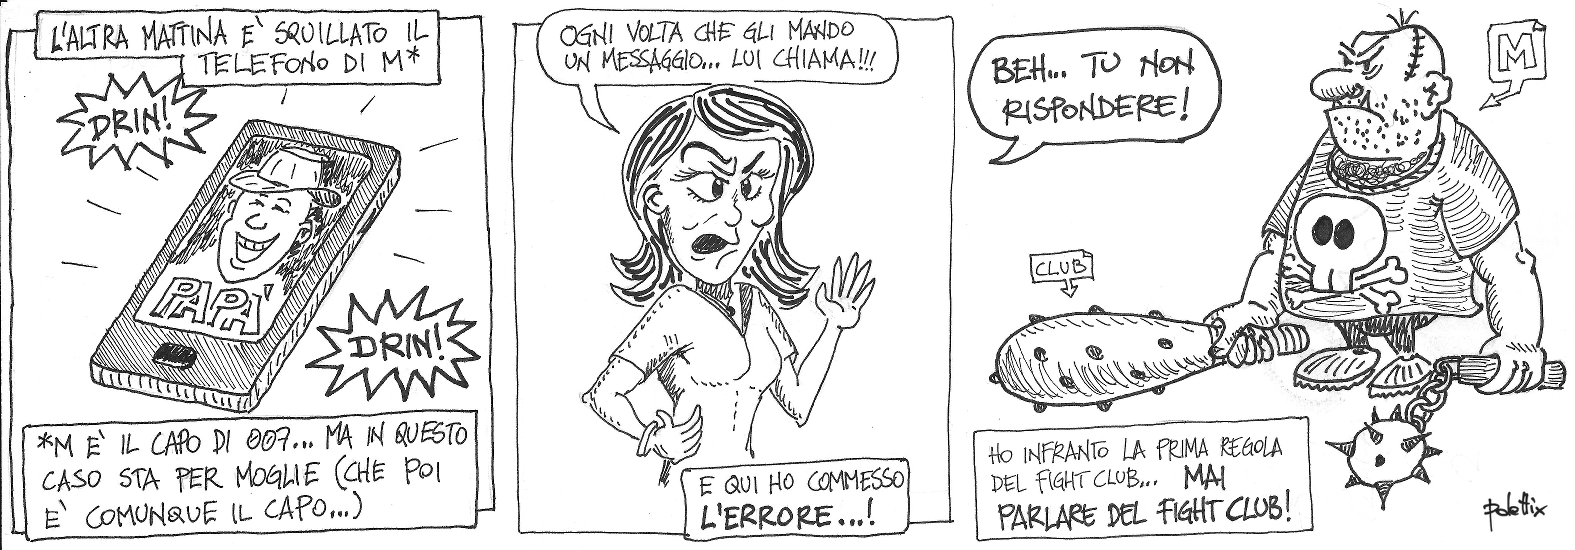 L'ALTRA MATTINA E' SQUILLATO IL
TELEFONO DI M*
DRIN!
PAPA'
DRIN!
*M E' IL CAPO DI 007... MA IN QUESTO
CASO STA PER MOGLIE (CHE POI
E' COMUNQUE IL CAPO...)
OGNI VOLTA CHE GLI MANDO
UN MESSAGGIO... LUI CHIAMA!!!
E QUI HO COMMESSO
L'ERRORE...!
BEH... TU NON
RISPONDERE!
M
CLUB
HO INFRANTO LA PRIMA REGOLA
DEL FIGHT CLUB... MAI
PARLARE DEL FIGHT CLUB!
Polettix